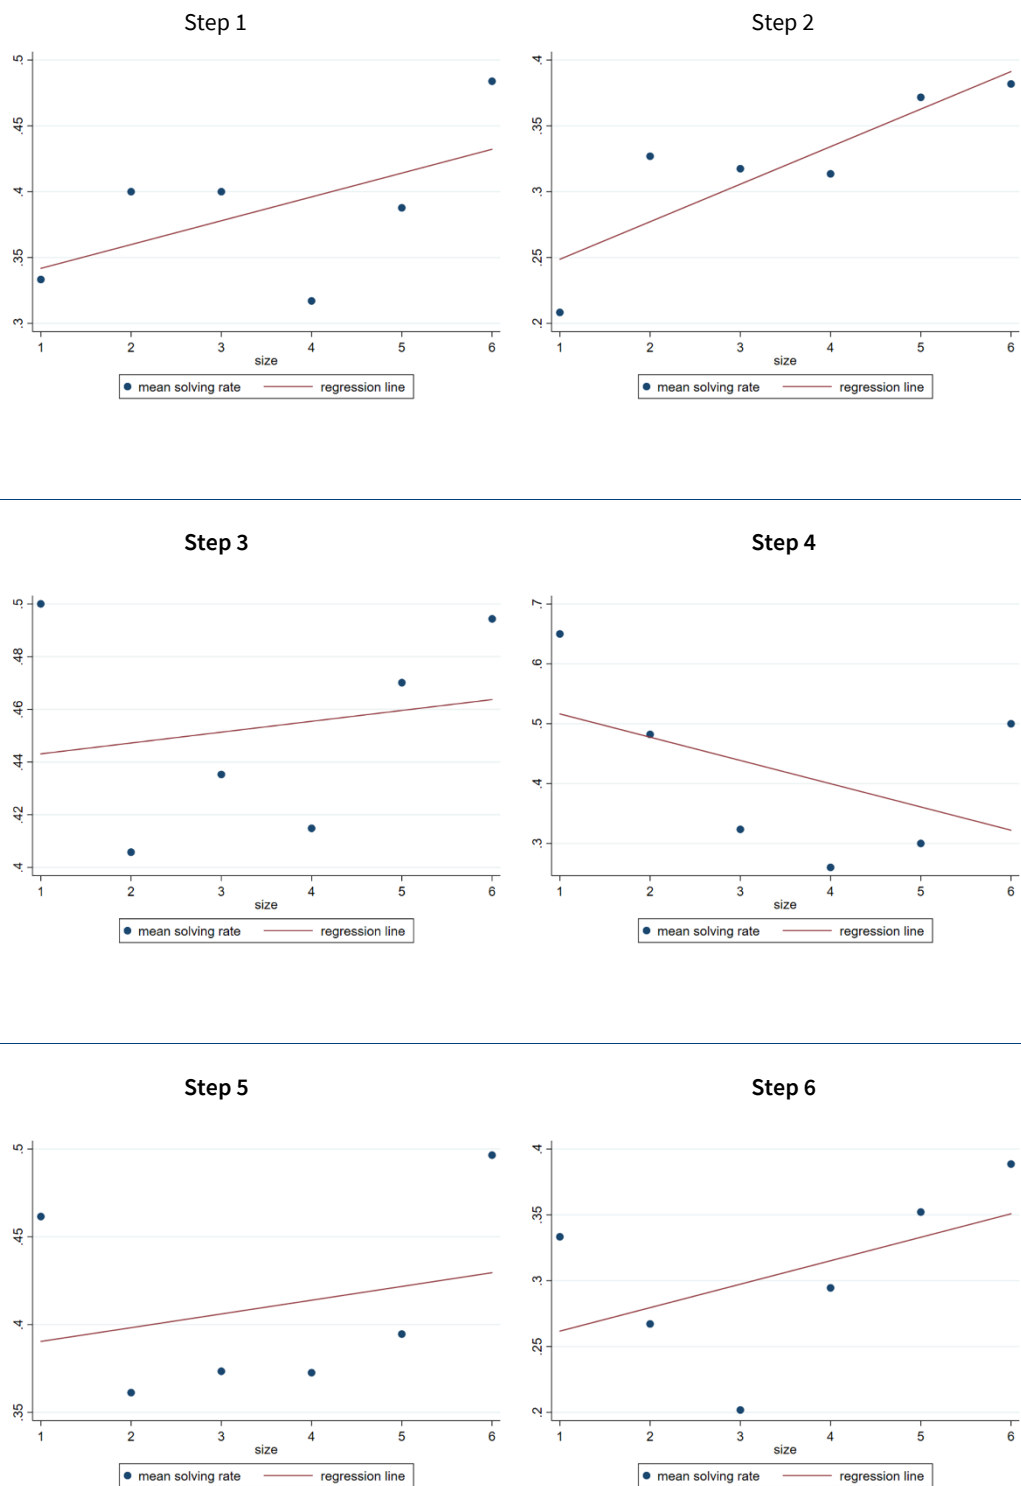 Step 1
Step 2
.5
.45
.4
.35
.3
1 2 3 4 5 6
size
mean solving rate regression line
.4
.35
.3
.25
.2
1 2 3 4 5 6
size
mean solving rate regression line
Step 3
Step 4
.5
.48
.46
.44
.42
.4
1 2 3 4 5 6
size
mean solving rate regression line
.7
.6
.5
.4
.3
1 2 3 4 5 6
size
mean solving rate regression line
Step 5
Step 6
.5
.45
.4
.35
1 2 3 4 5 6
size
mean solving rate regression line
.4
.35
.3
.25
.2
1 2 3 4 5 6
size
mean solving rate regression line